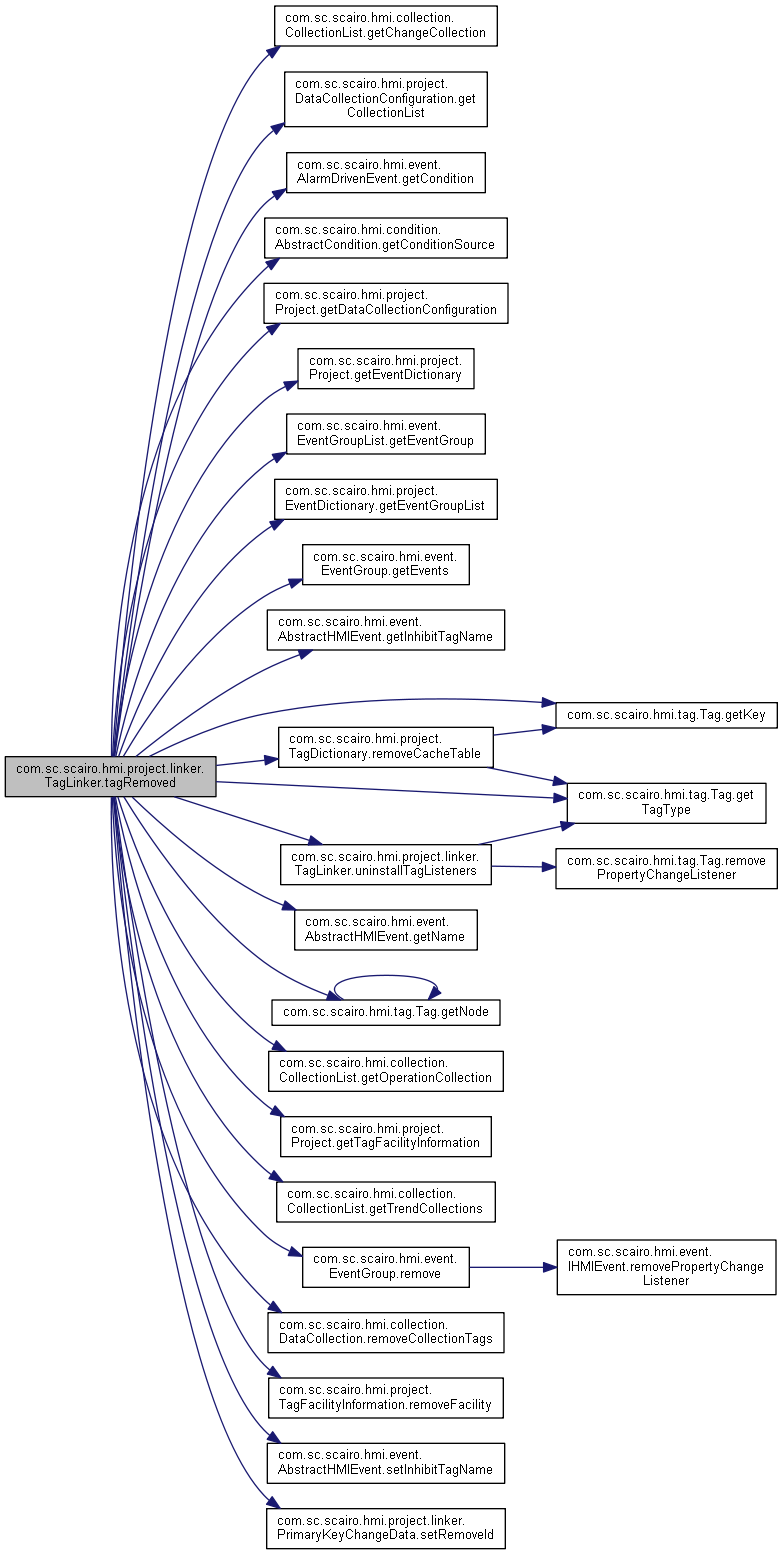 com.sc.scairo.hmi.collection.
CollectionList.getChangeCollection
com.sc.scairo.hmi.project.
DataCollectionConfiguration.get
CollectionList
com.sc.scairo.hmi.event.
AlarmDrivenEvent.getCondition
com.sc.scairo.hmi.condition.
AbstractCondition.getConditionSource
com.sc.scairo.hmi.project.
Project.getDataCollectionConfiguration
com.sc.scairo.hmi.project.
Project.getEventDictionary
com.sc.scairo.hmi.event.
EventGroupList.getEventGroup
com.sc.scairo.hmi.project.
EventDictionary.getEventGroupList
com.sc.scairo.hmi.event.
EventGroup.getEvents
com.sc.scairo.hmi.event.
AbstractHMIEvent.getInhibitTagName
com.sc.scairo.hmi.tag.Tag.getKey
com.sc.scairo.hmi.project.
TagDictionary.removeCacheTable
com.sc.scairo.hmi.project.linker.
TagLinker.tagRemoved
com.sc.scairo.hmi.tag.Tag.get
TagType
com.sc.scairo.hmi.project.linker.
TagLinker.uninstallTagListeners
com.sc.scairo.hmi.tag.Tag.remove
PropertyChangeListener
com.sc.scairo.hmi.event.
AbstractHMIEvent.getName
com.sc.scairo.hmi.tag.Tag.getNode
com.sc.scairo.hmi.collection.
CollectionList.getOperationCollection
com.sc.scairo.hmi.project.
Project.getTagFacilityInformation
com.sc.scairo.hmi.collection.
CollectionList.getTrendCollections
com.sc.scairo.hmi.event.
EventGroup.remove
com.sc.scairo.hmi.event.
IHMIEvent.removePropertyChange
Listener
com.sc.scairo.hmi.collection.
DataCollection.removeCollectionTags
com.sc.scairo.hmi.project.
TagFacilityInformation.removeFacility
com.sc.scairo.hmi.event.
AbstractHMIEvent.setInhibitTagName
com.sc.scairo.hmi.project.linker.
PrimaryKeyChangeData.setRemoveId